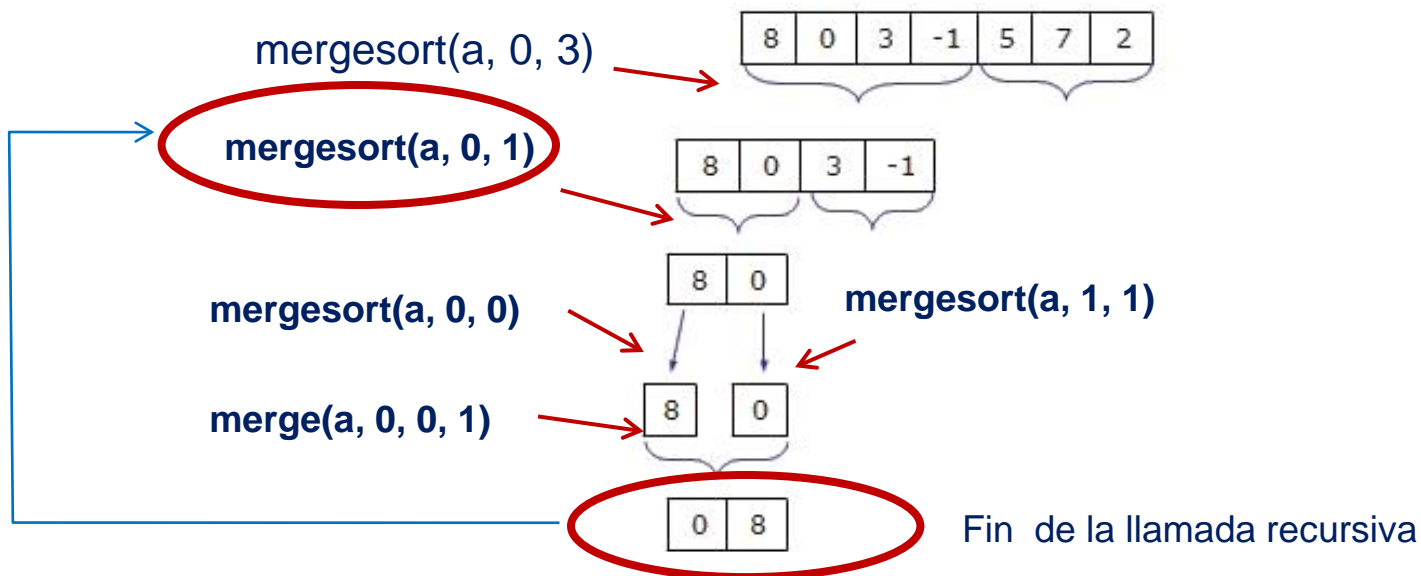 8 0 3 -1 5 7 2
mergesort(a, 0, 3)
mergesort(a, 0, 1)
8 0 3 -1
8 0
mergesort(a, 0, 0)
mergesort(a, 1, 1)
8 0
merge(a, 0, 0, 1)
0 8
Fin de la llamada recursiva